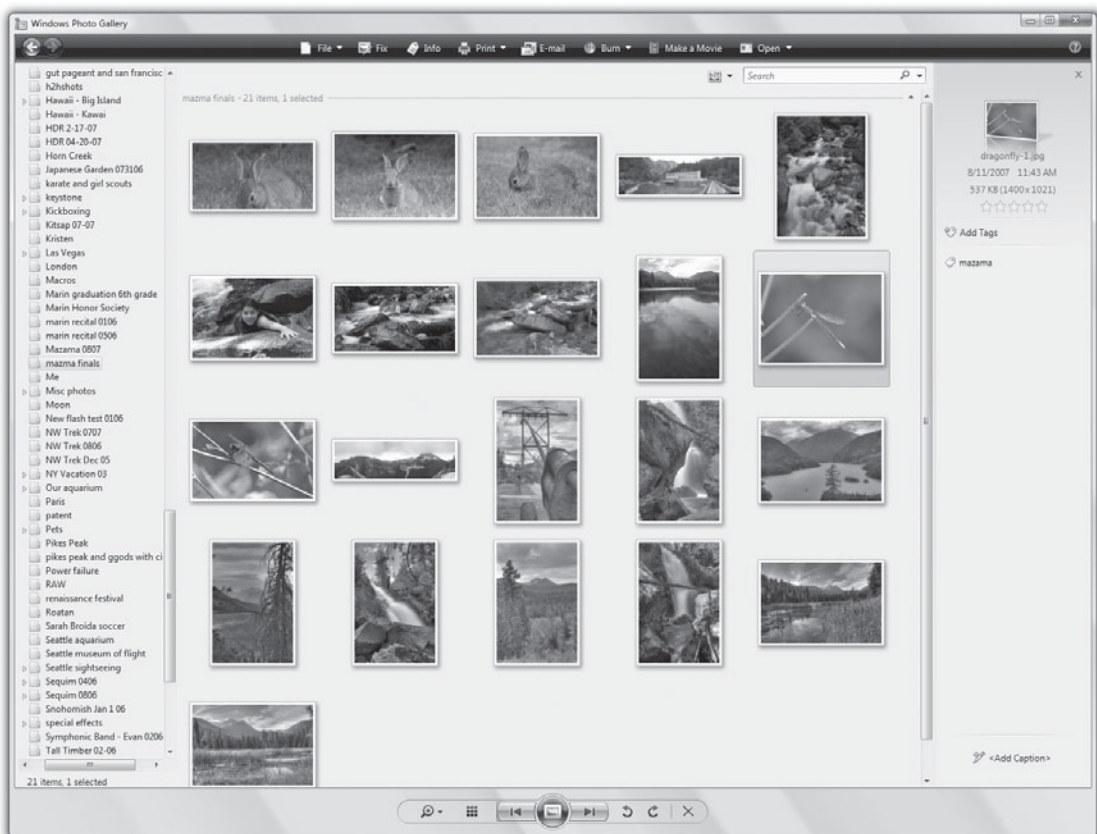 Windows Photo Gallery
File Fix Info Print E-mail Burn Make a Movie Open
gut pageant and san francisc
h2hshots
Hawaii - Big Island
Hawaii - Kawai
HDR 2-17-07
HDR 04-20-07
Horn Creek
Japanese Garden 073106
karate and girl scouts
keystone
Kickboxing
Kitsap 07-07
Kristen
Las Vegas
London
Macros
Marin graduation 6th grade
Marin Honor Society
marin recital 0106
marin recital 0506
Mazama 0807
mazma finals
Me
Misc photos
Moon
New flash test 0106
NW Trek 0707
NW Trek 0806
NW Trek Dec 05
NY Vacation 03
Our aquarium
Paris
patent
Pets
Pikes Peak
pikes peak and ggods with ci
Power failure
RAW
renaissance festival
Roatan
Sarah Broida soccer
Seattle aquarium
Seattle museum of flight
Seattle sightseeing
Sequim 0406
Sequim 0806
Snohomish Jan 1 06
special effects
Symphonic Band - Evan 0206
Tall Timber 02-06
21 items, 1 selected
Search
mazma finals - 21 items, 1 selected
dragonfly-1.jpg
8/11/2007 11:43 AM
537 KB (1400x1021)
Add Tags
mazama
<Add Caption>